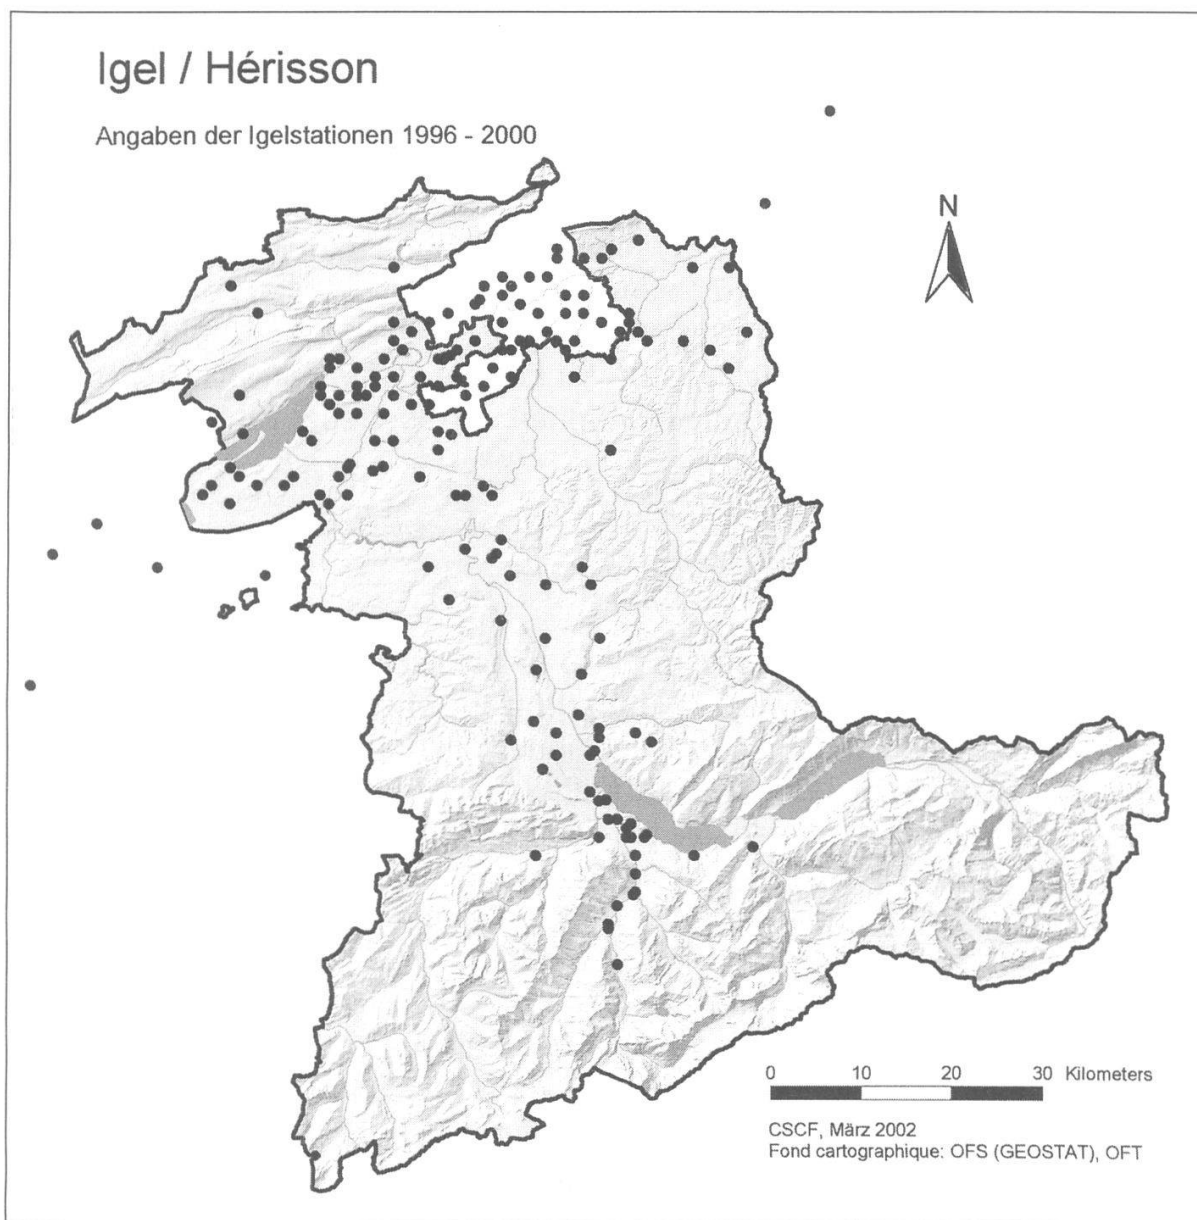 Igel / Hérisson
Angaben der Igelstationen 1996 - 2000
N
0 10 20 30 Kilometers
CSCF, März 2002
Fond cartographique: OFS (GEOSTAT), OFT